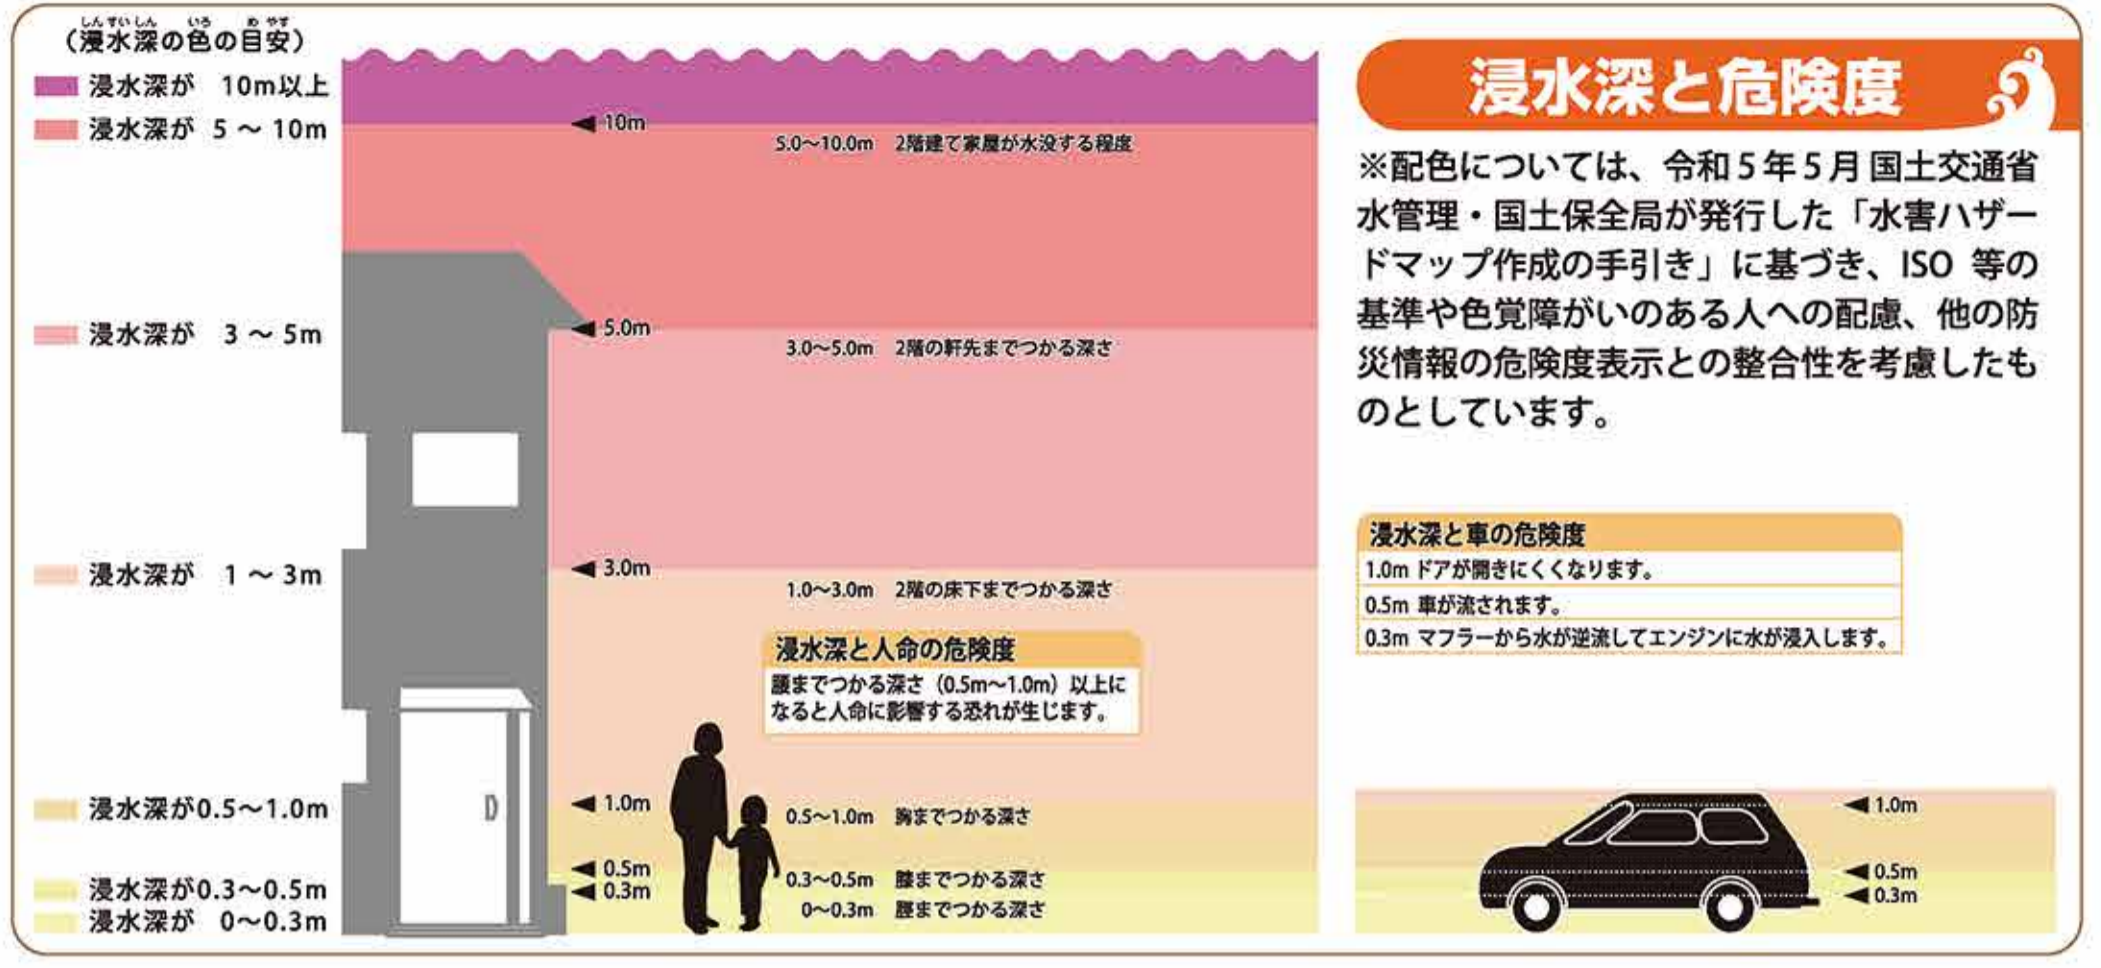 しんすいしん いろ めやす
（浸水深の色の目安）
浸水深が 10m以上
浸水深が 5 ～ 10m
浸水深が 3 ～ 5m
浸水深が 1 ～ 3m
浸水深が0.5～1.0m
浸水深が0.3～0.5m
浸水深が 0～0.3m
10m
5.0～10.0m 2階建て家屋が水没する程度
5.0m
3.0～5.0m 2階の軒先までつかる深さ
3.0m
1.0～3.0m 2階の床下までつかる深さ
浸水深と人命の危険度
腰までつかる深さ（0.5m～1.0m）以上に
なると人命に影響する恐れが生じます。
1.0m
0.5～1.0m 胸までつかる深さ
0.5m
0.3m
0.3～0.5m 膝までつかる深さ
0～0.3m 踝までつかる深さ
浸水深と危険度
※配色については、令和5年5月国土交通省
水管理・国土保全局が発行した「水害ハザー
ドマップ作成の手引き」に基づき、ISO 等の
基準や色覚障がいのある人への配慮、他の防
災情報の危険度表示との整合性を考慮したも
のとしています。
浸水深と車の危険度
1.0m ドアが開きにくくなります。
0.5m 車が流されます。
0.3m マフラーから水が逆流してエンジンに水が浸入します。
1.0m
0.5m
0.3m